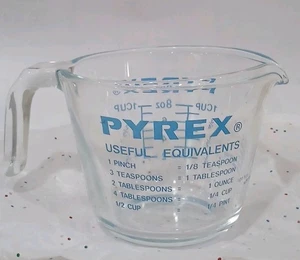 1CUP 8oz 1CUP
PYREX®
USEFUL EQUIVALENTS
1 PINCH = 1/8 TEASPOON
3 TEASPOONS = 1 TABLESPOON
2 TABLESPOONS = 1 OUNCE
4 TABLESPOONS = 1/4 CUP
1/2 CUP = 1/4 PINT